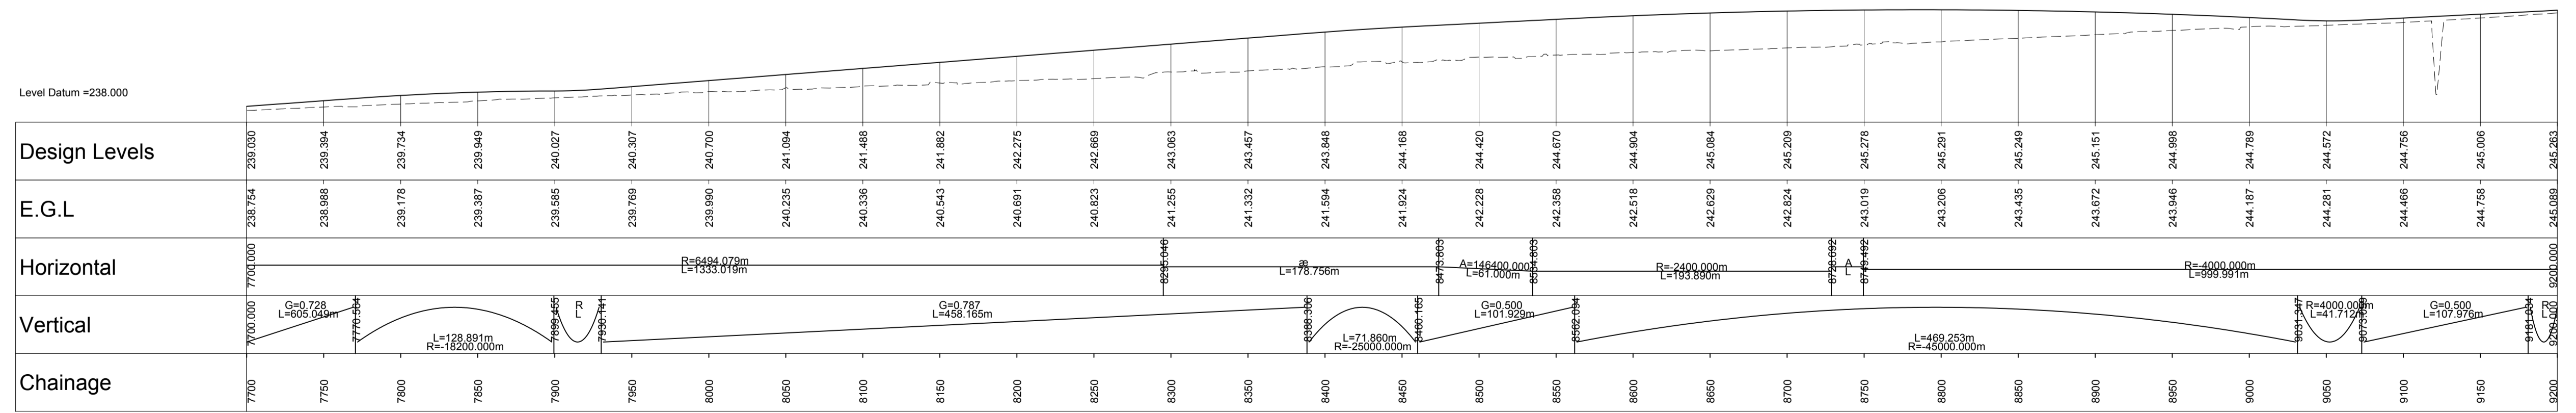 Level Datum =238.000
Design Levels
239.030 239.394 239.734 239.949 240.027 240.307 240.700 241.094 241.488 241.882 242.275 242.669 243.063 243.457 243.848 244.168 244.420 244.670 244.904 245.084 245.209 245.278 245.291 245.249 245.151 244.998 244.789 244.572 244.756 245.006 245.263
E.G.L
238.754 238.988 239.178 239.387 239.585 239.769 239.990 240.235 240.336 240.543 240.691 240.823 241.255 241.332 241.594 241.924 242.228 242.358 242.518 242.629 242.824 243.019 243.206 243.435 243.672 243.946 244.187 244.281 244.466 244.758 245.089
Horizontal
7700.000 8295.046 8473.803 8534.803 8728.692 8749.492 9200.000
R=6494.079m
L=1333.019m
æ
L=178.756m
A=146400.000m
L=61.000m
R=-2400.000m
L=193.890m
A
L
R=-4000.000m
L=999.991m
Vertical
7700.000 7770.564 7899.455 7930.141 8388.306 8460.165 8562.094 9031.347 9181.034 9200.000
G=0.728
L=605.049m
L=128.891m
R=-18200.000m
R
L
G=0.787
L=458.165m
L=71.860m
R=-25000.000m
G=0.500
L=101.929m
L=469.253m
R=-45000.000m
R=4000.000m
L=41.712m
G=0.500
L=107.976m
R
L
Chainage
7700 7750 7800 7850 7900 7950 8000 8050 8100 8150 8200 8250 8300 8350 8400 8450 8500 8550 8600 8650 8700 8750 8800 8850 8900 8950 9000 9050 9100 9150 9200